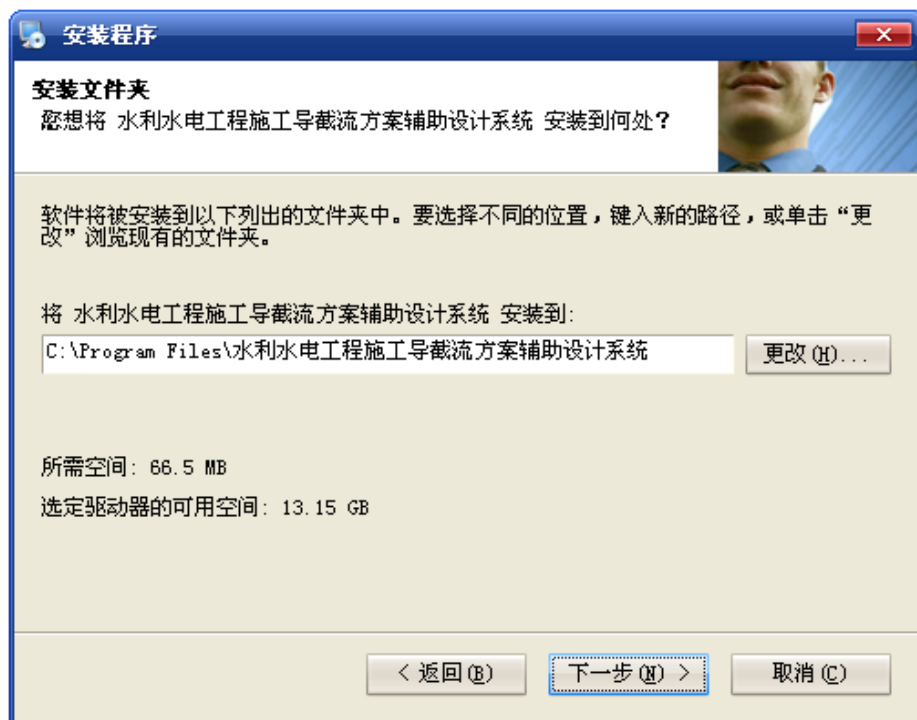 安装程序
安装文件夹
您想将 水利水电工程施工导截流方案辅助设计系统 安装到何处?
软件将被安装到以下列出的文件夹中。要选择不同的位置，键入新的路径，或单击“更
改”浏览现有的文件夹。
将 水利水电工程施工导截流方案辅助设计系统 安装到:
C:\Program Files\水利水电工程施工导截流方案辅助设计系统
更改(H)...
所需空间: 66.5 MB
选定驱动器的可用空间: 13.15 GB
< 返回(B)
下一步(N) >
取消(C)